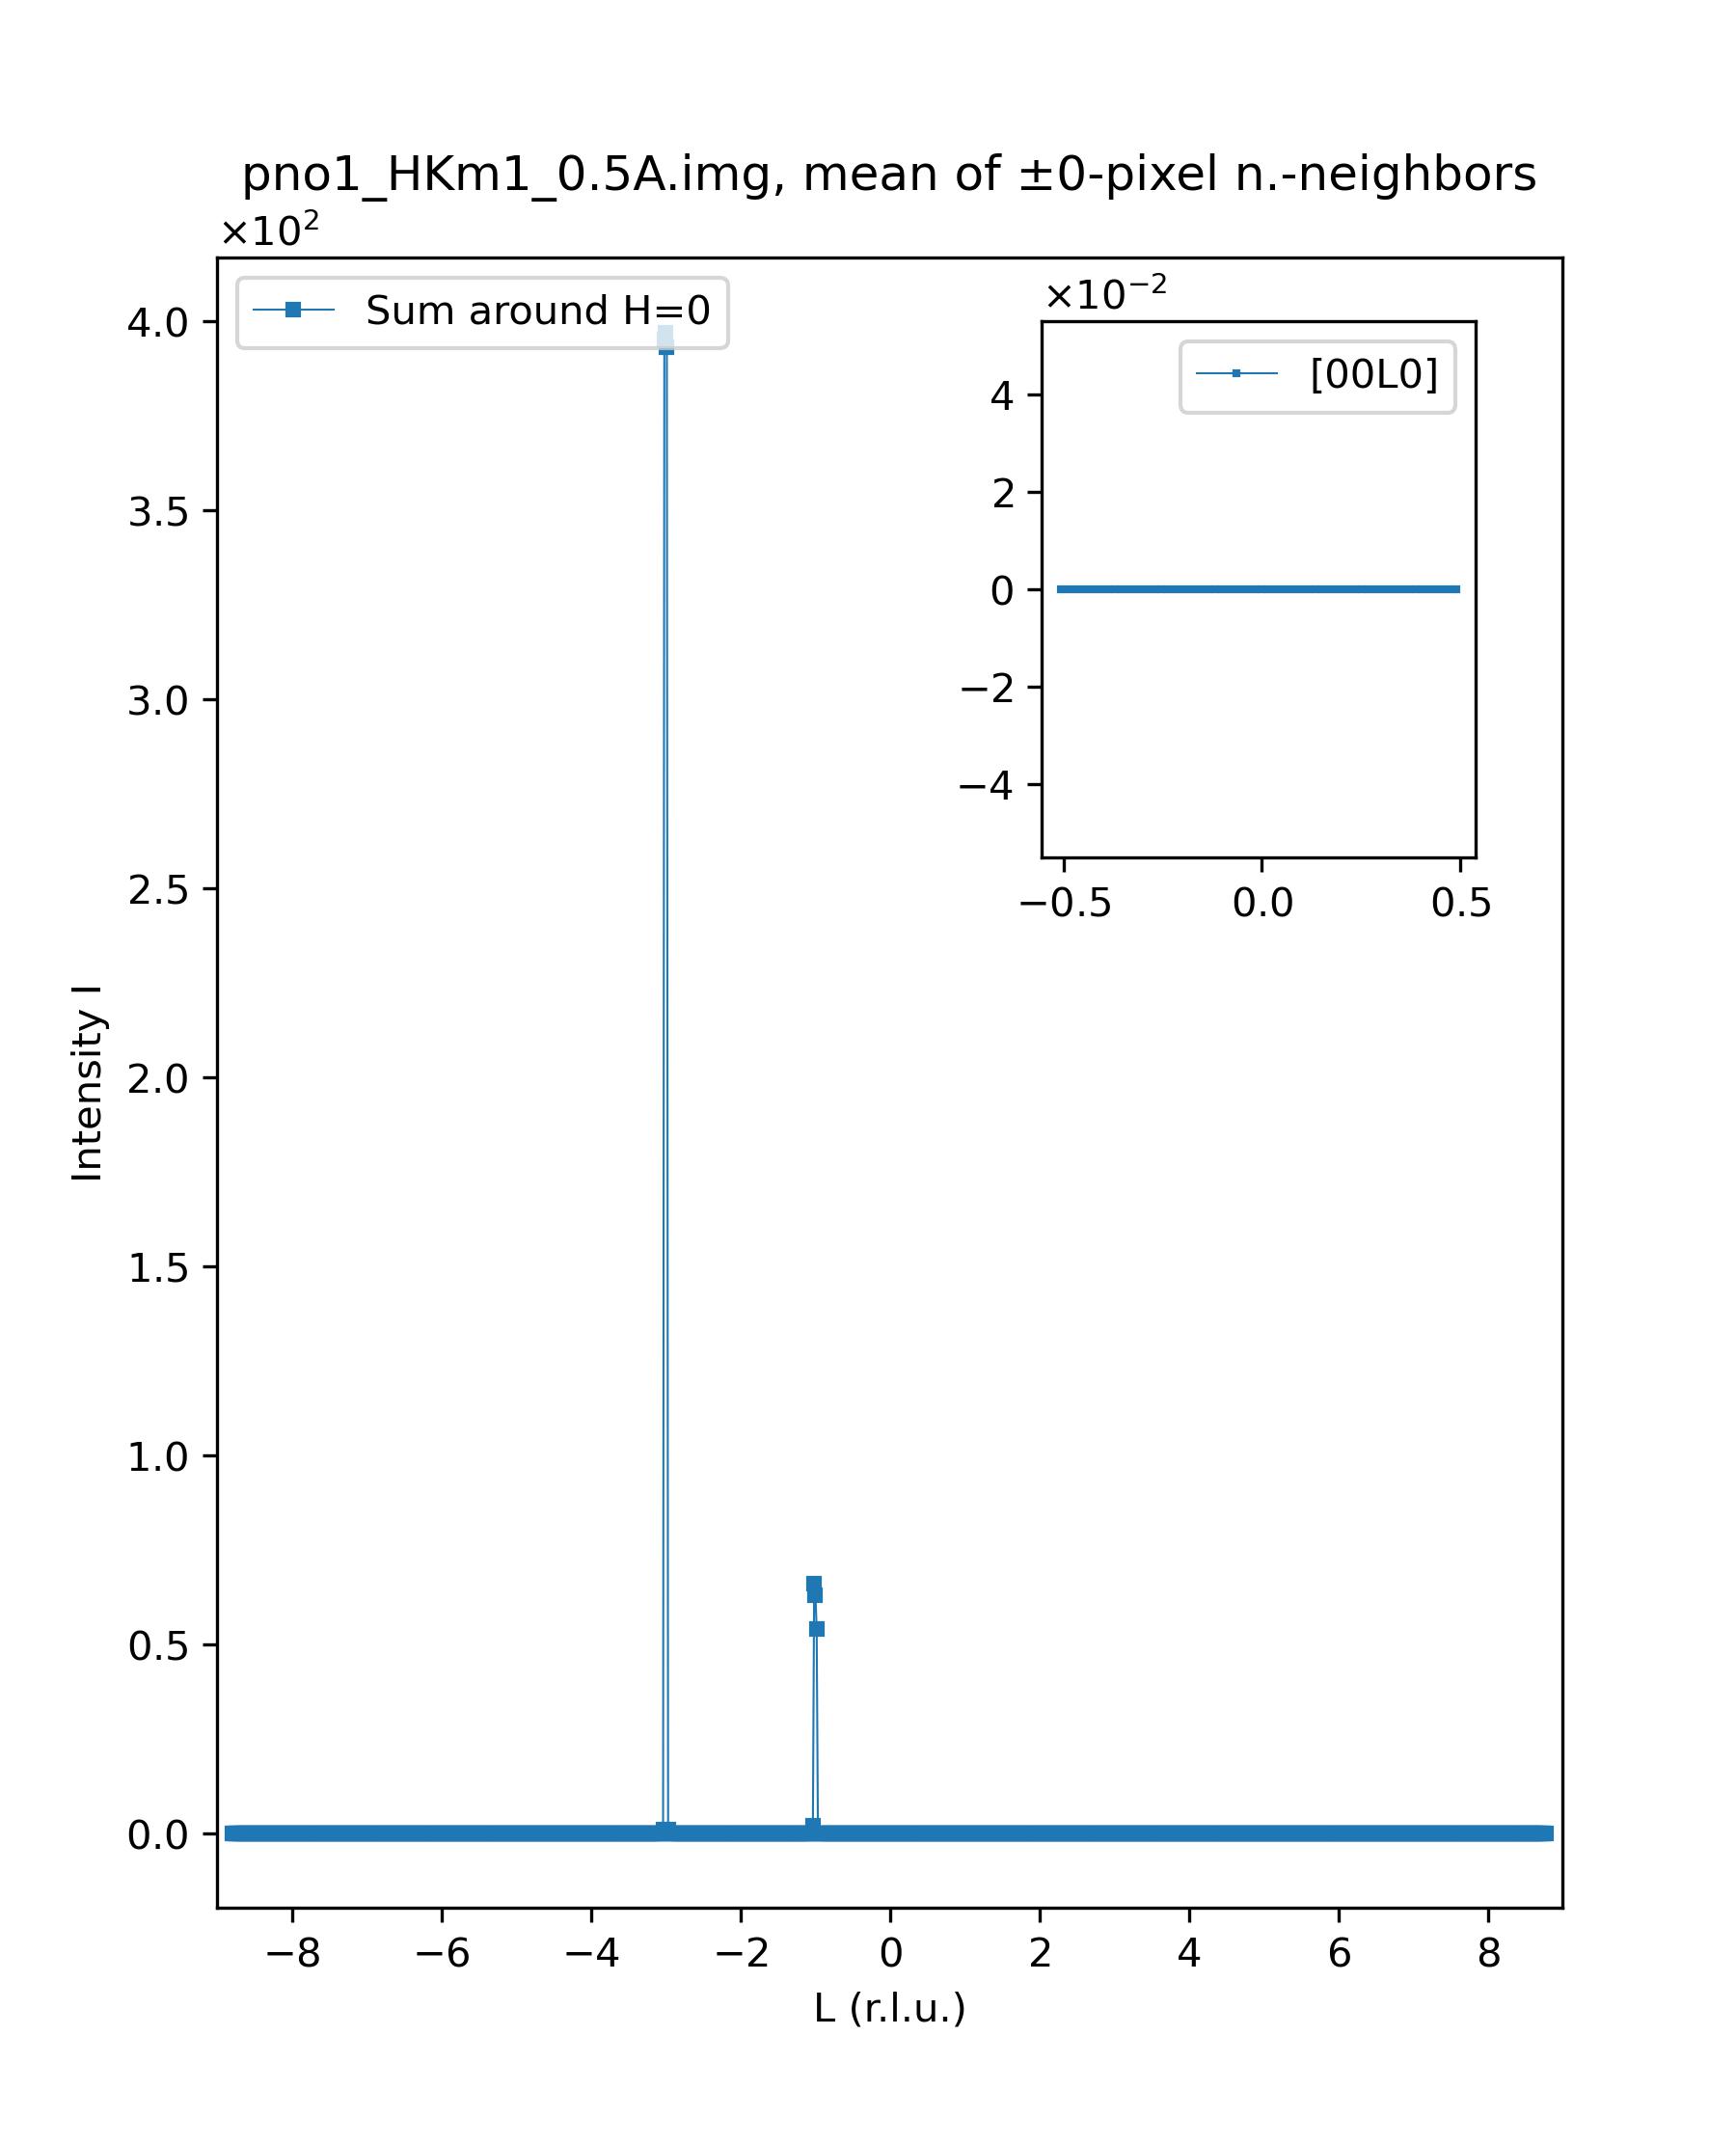 pno1_HKm1_0.5A.img, mean of ±0-pixel n.-neighbors
×10²
Sum around H=0
4.0
3.5
3.0
2.5
2.0
1.5
1.0
0.5
0.0
Intensity I
−8 −6 −4 −2 0 2 4 6 8
L (r.l.u.)
×10⁻²
[00L0]
4
2
0
−2
−4
−0.5 0.0 0.5